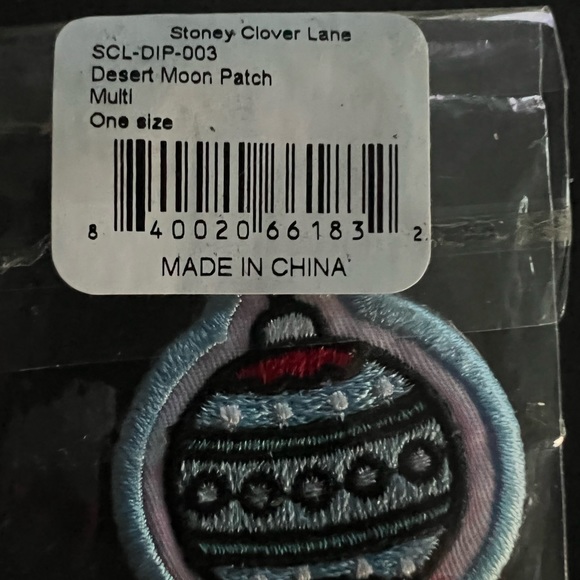 Stoney Clover Lane
SCL-DIP-003
Desert Moon Patch
Multi
One size
8 40020 66183 2
MADE IN CHINA